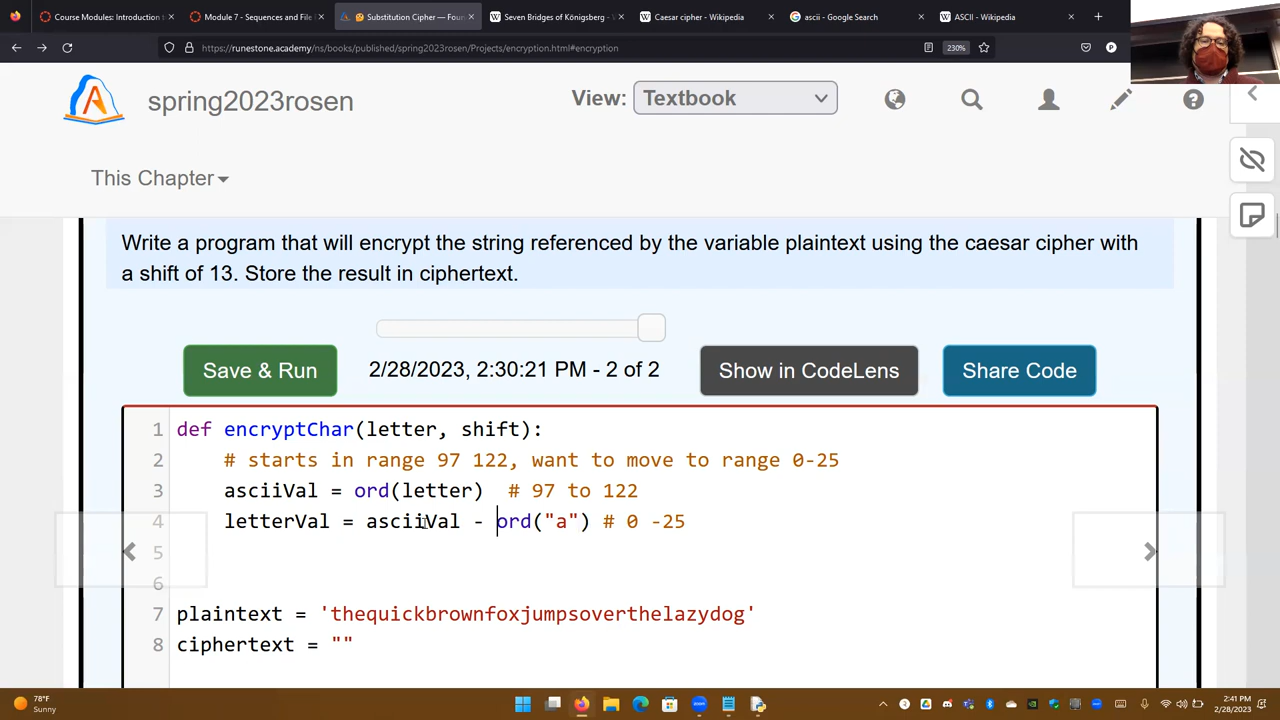 Course Modules: Introduction t
Module 7 - Sequences and File I
🤔 Substitution Cipher — Foun
Seven Bridges of Königsberg - W
Caesar cipher - Wikipedia
ascii - Google Search
ASCII - Wikipedia
https://runestone.academy/ns/books/published/spring2023rosen/Projects/encryption.html#encryption
230%
spring2023rosen
View:
Textbook
This Chapter
Write a program that will encrypt the string referenced by the variable plaintext using the caesar cipher with
a shift of 13. Store the result in ciphertext.
Save & Run
2/28/2023, 2:30:21 PM - 2 of 2
Show in CodeLens
Share Code
1 def encryptChar(letter, shift):
2 # starts in range 97 122, want to move to range 0-25
3 asciiVal = ord(letter) # 97 to 122
4 letterVal = asciiVal - ord("a") # 0 -25
5
6
7 plaintext = 'thequickbrownfoxjumpsoverthelazydog'
8 ciphertext = ""
78°F
Sunny
2:41 PM
2/28/2023